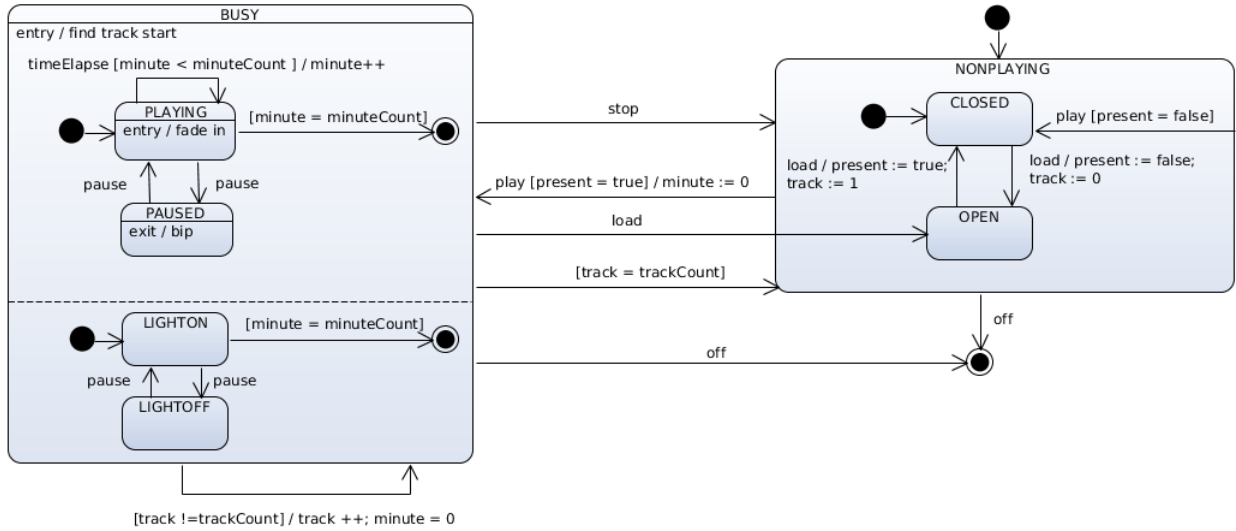 BUSY
entry / find track start
timeElapse [minute < minuteCount ] / minute++
PLAYING
entry / fade in
[minute = minuteCount]
pause
pause
PAUSED
exit / bip
LIGHTON
[minute = minuteCount]
pause
pause
LIGHTOFF
[track !=trackCount] / track ++; minute = 0
stop
play [present = true] / minute := 0
load
[track = trackCount]
off
NONPLAYING
CLOSED
play [present = false]
load / present := true;
track := 1
load / present := false;
track := 0
OPEN
off